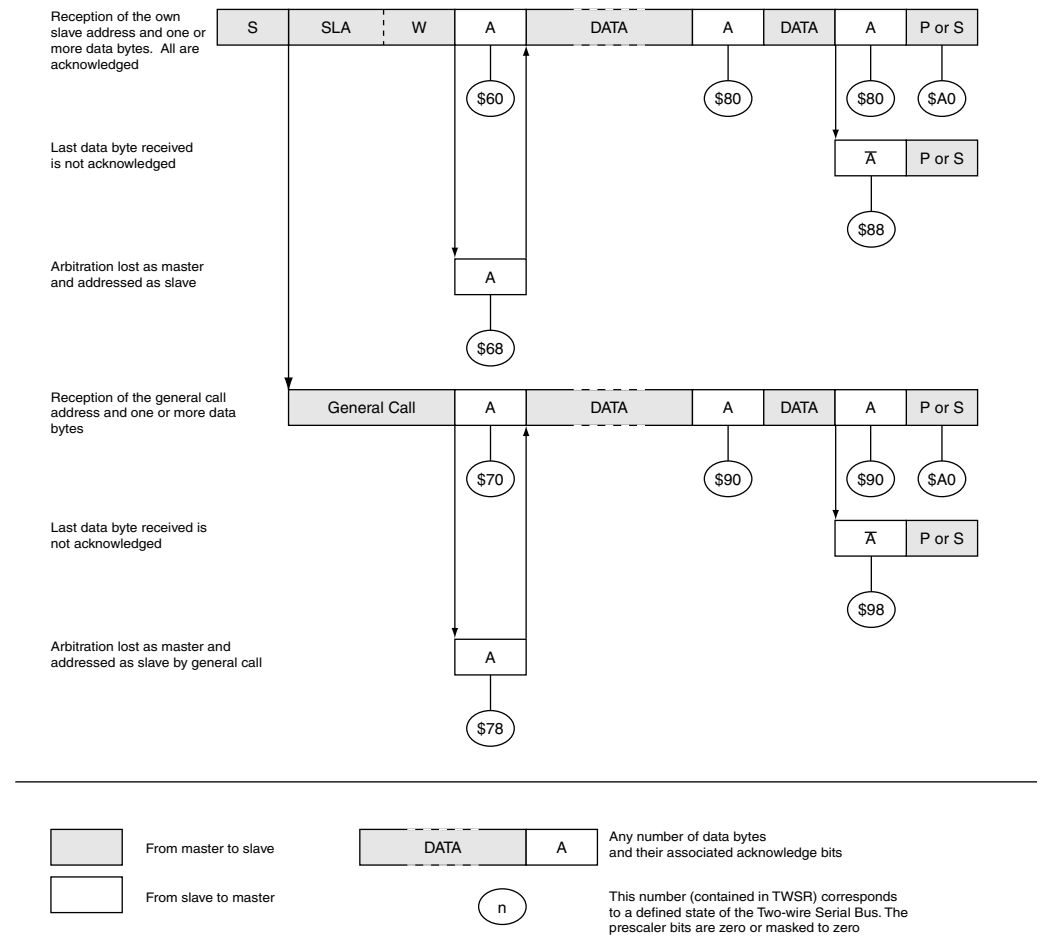 Reception of the own
slave address and one or
more data bytes. All are
acknowledged
S SLA W A DATA A DATA A P or S
$60 $80 $80 $A0
Last data byte received
is not acknowledged
A̅ P or S
$88
Arbitration lost as master
and addressed as slave
A
$68
Reception of the general call
address and one or more data
bytes
General Call A DATA A DATA A P or S
$70 $90 $90 $A0
Last data byte received is
not acknowledged
A̅ P or S
$98
Arbitration lost as master and
addressed as slave by general call
A
$78
From master to slave
DATA A
Any number of data bytes
and their associated acknowledge bits
From slave to master
n
This number (contained in TWSR) corresponds
to a defined state of the Two-wire Serial Bus. The
prescaler bits are zero or masked to zero